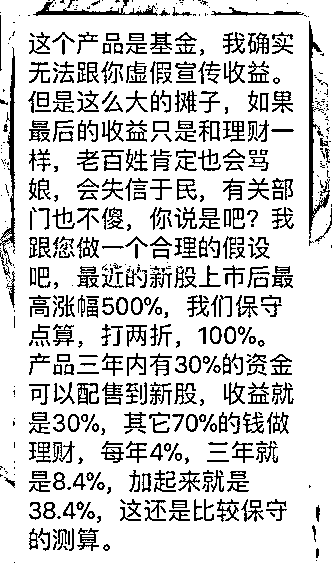 这个产品是基金，我确实
无法跟你虚假宣传收益。
但是这么大的摊子，如果
最后的收益只是和理财一
样，老百姓肯定也会骂
娘，会失信于民，有关部
门也不傻，你说是吧？我
跟您做一个合理的假设
吧，最近的新股上市后最
高涨幅500%，我们保守
点算，打两折，100%。
产品三年内有30%的资金
可以配售到新股，收益就
是30%，其它70%的钱做
理财，每年4%，三年就
是8.4%，加起来就是
38.4%，这还是比较保守
的测算。